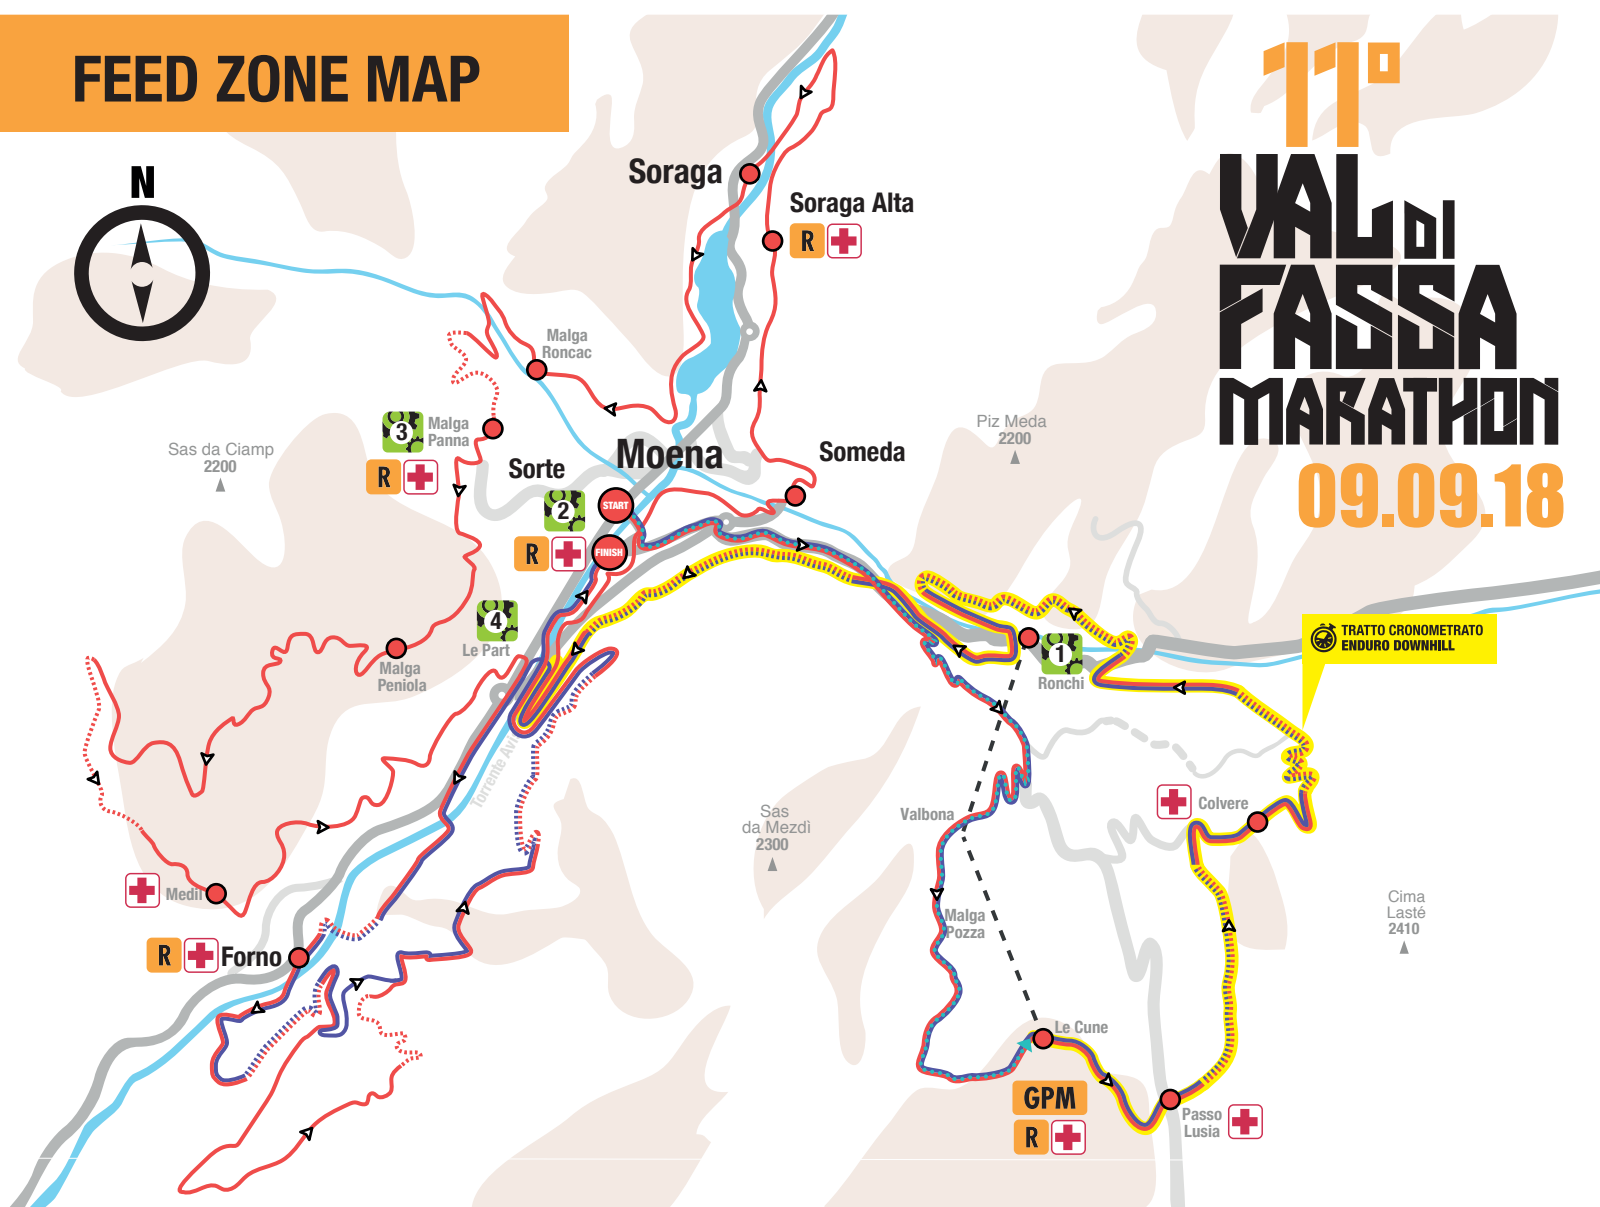 FEED ZONE MAP
11°
VAL DI
FASSA
MARATHON
09.09.18
N
Soraga
Soraga Alta
R
Malga
Roncac
3
Malga
Panna
R
Sas da Ciamp
2200
Sorte
Moena
Someda
Piz Meda
2200
2
START
R
FINISH
4
Le Part
TRATTO CRONOMETRATO
ENDURO DOWNHILL
1
Ronchi
Malga
Peniola
Torrente Avi
Valbona
Sas
da Mezdì
2300
Colvere
Medil
Malga
Pozza
Cima
Lasté
2410
R
Forno
Le Cune
GPM
R
Passo
Lusia